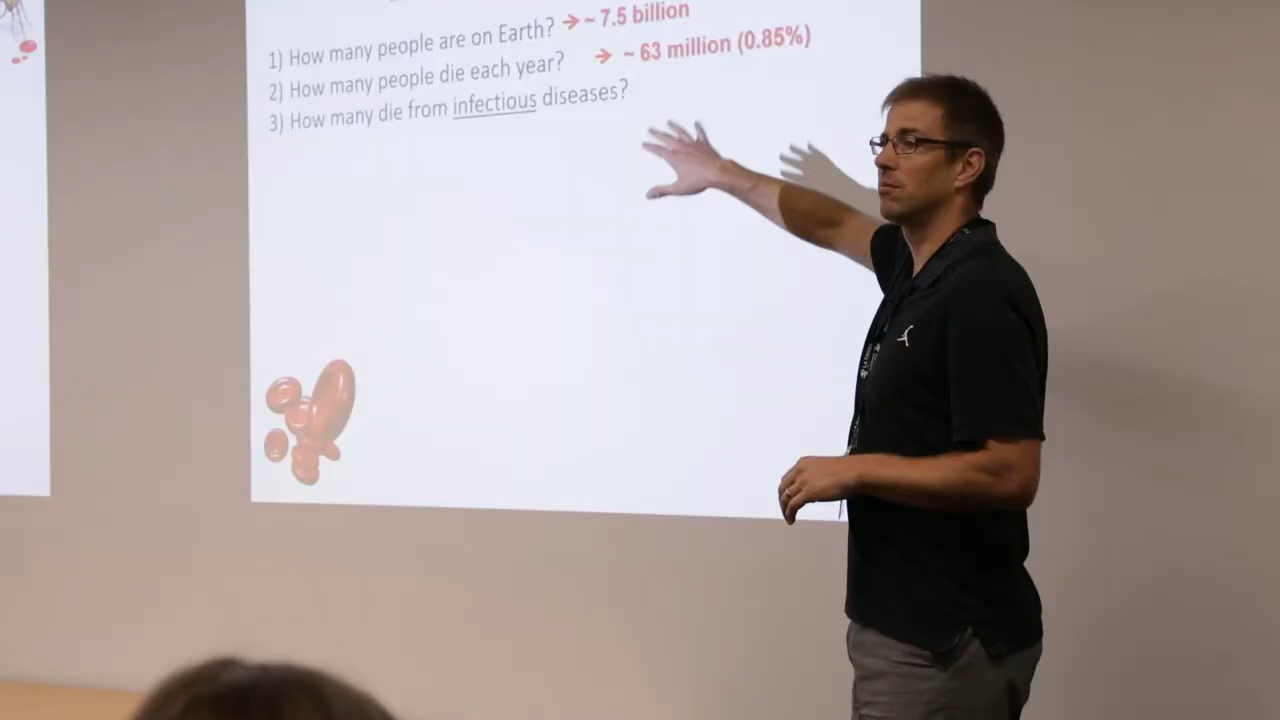 1) How many people are on Earth? → ~ 7.5 billion
2) How many people die each year? → ~ 63 million (0.85%)
3) How many die from infectious diseases?